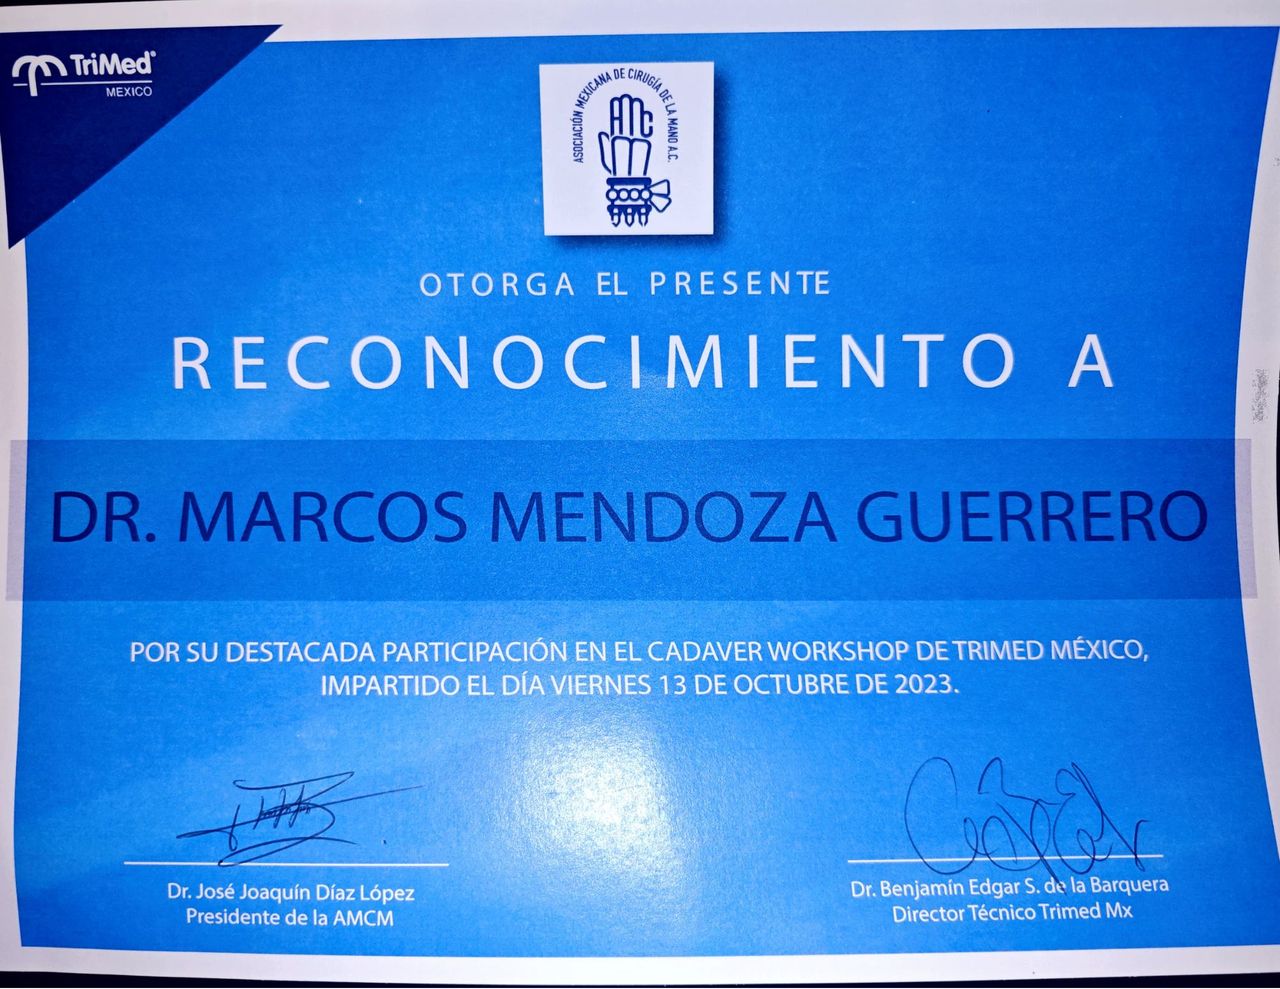 TriMed®
MEXICO
ASOCIACIÓN MEXICANA DE CIRUGÍA DE LA MANO A.C.
AMC
OTORGA EL PRESENTE
RECONOCIMIENTO A
DR. MARCOS MENDOZA GUERRERO
POR SU DESTACADA PARTICIPACIÓN EN EL CADAVER WORKSHOP DE TRIMED MÉXICO,
IMPARTIDO EL DÍA VIERNES 13 DE OCTUBRE DE 2023.
Dr. José Joaquín Díaz López
Presidente de la AMCM
Dr. Benjamín Edgar S. de la Barquera
Director Técnico Trimed Mx